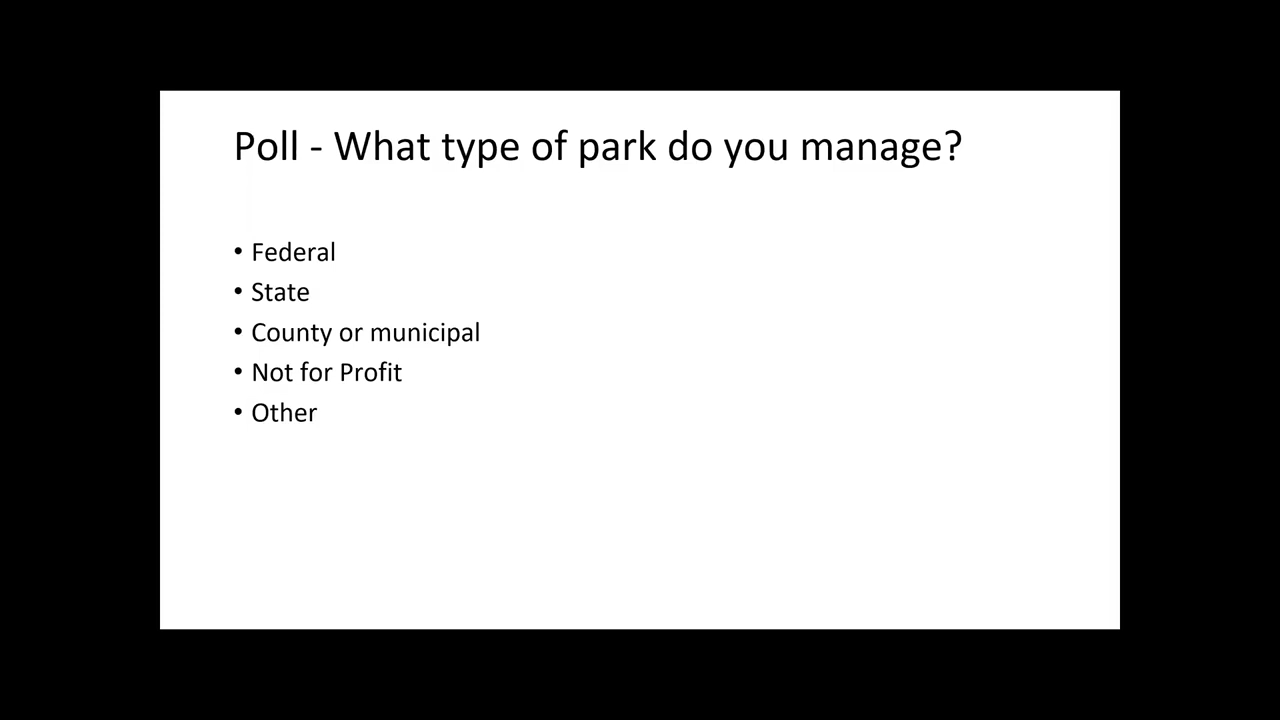 Poll - What type of park do you manage?
• Federal
• State
• County or municipal
• Not for Profit
• Other